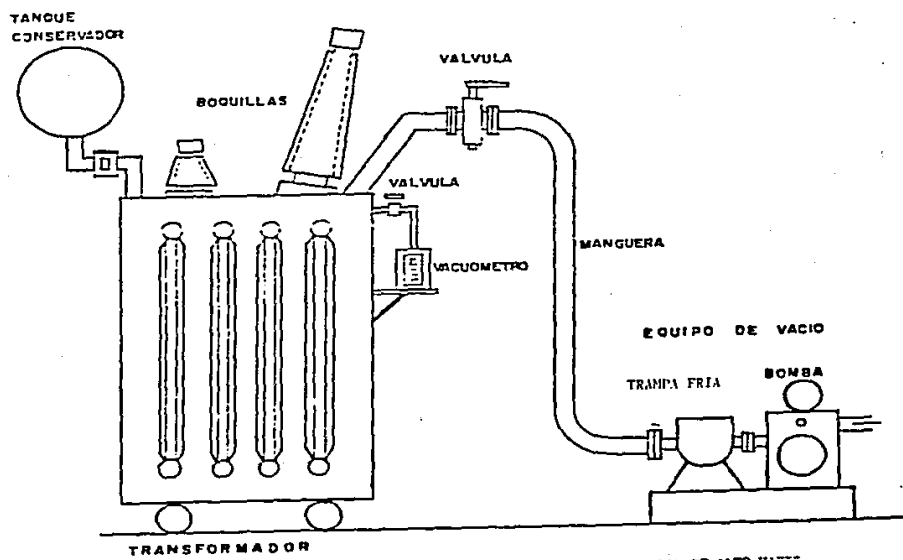 TANQUE
CONSERVADOR
BOQUILLAS
VALVULA
VALVULA
VACUOMETRO
MANGUERA
EQUIPO DE VACIO
TRAMPA FRIA
BOMBA
TRANSFORMADOR